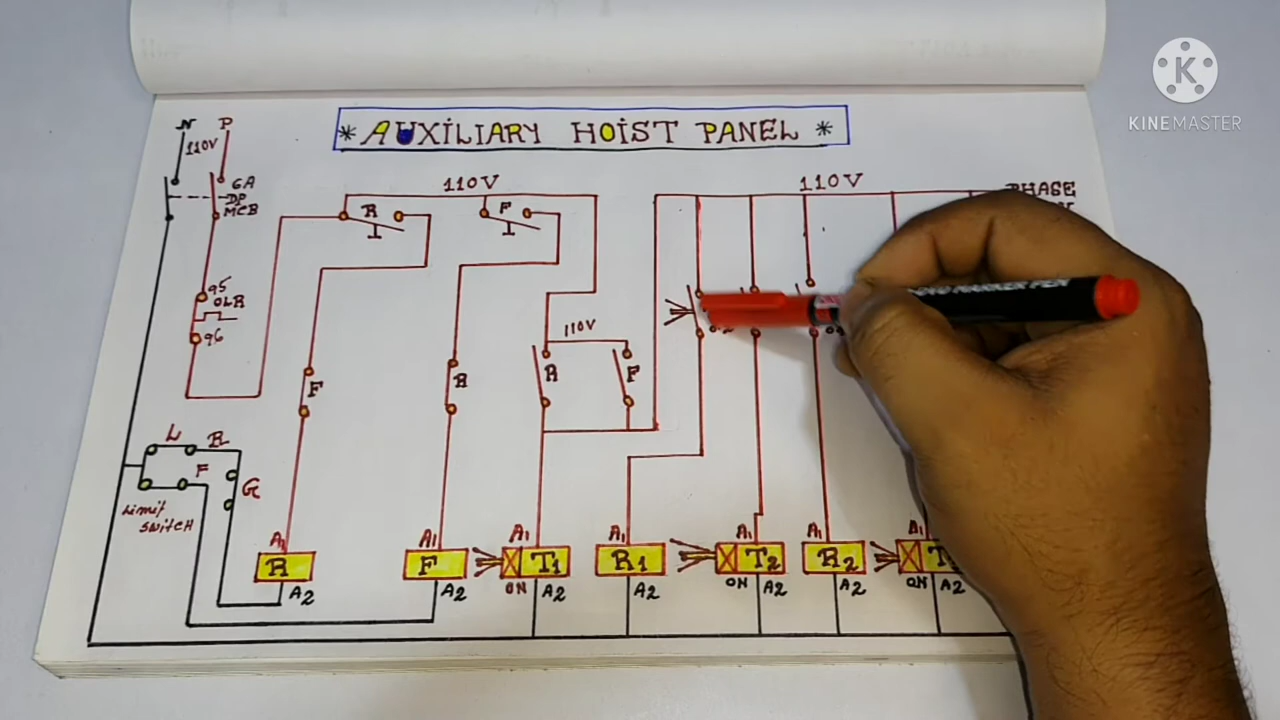 * AUXILIARY HOIST PANEL *
N P
110V
6A
DP
MCB
110V
110V
PHASE
R
F
95
OLR
96
110V
F
R
R
F
L R
F
G
Limit
SWITCH
A1
R
A2
A1
F
A2
A1
T1
ON
A2
A1
R1
A2
A1
T2
ON
A2
A1
R2
A2
A1
ON
A2
K
KINEMASTER